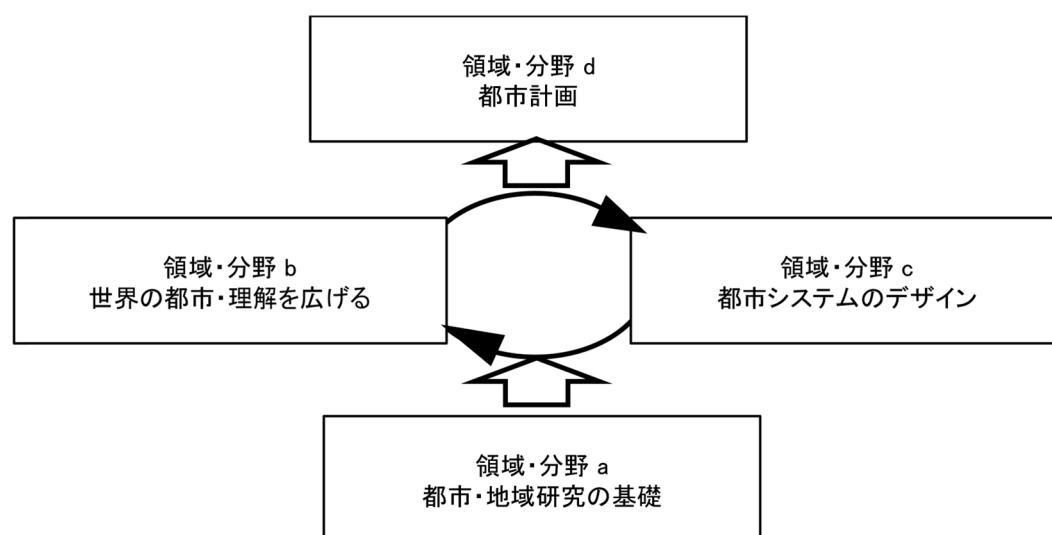 領域・分野 d
都市計画
領域・分野 b
世界の都市・理解を広げる
領域・分野 c
都市システムのデザイン
領域・分野 a
都市・地域研究の基礎